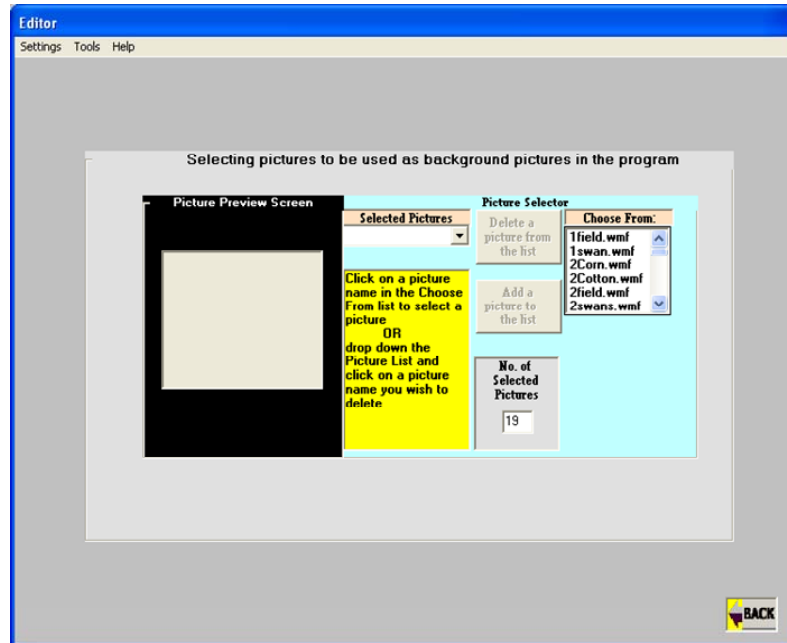 Editor
Settings Tools Help
Selecting pictures to be used as background pictures in the program
Picture Preview Screen
Picture Selector
Selected Pictures
Click on a picture
name in the Choose
From list to select a
picture
OR
drop down the
Picture List and
click on a picture
name you wish to
delete
Delete a
picture from
the list
Add a
picture to
the list
No. of
Selected
Pictures
19
Choose From:
1field.wmf
1swan.wmf
2Corn.wmf
2Cotton.wmf
2field.wmf
2swans.wmf
BACK